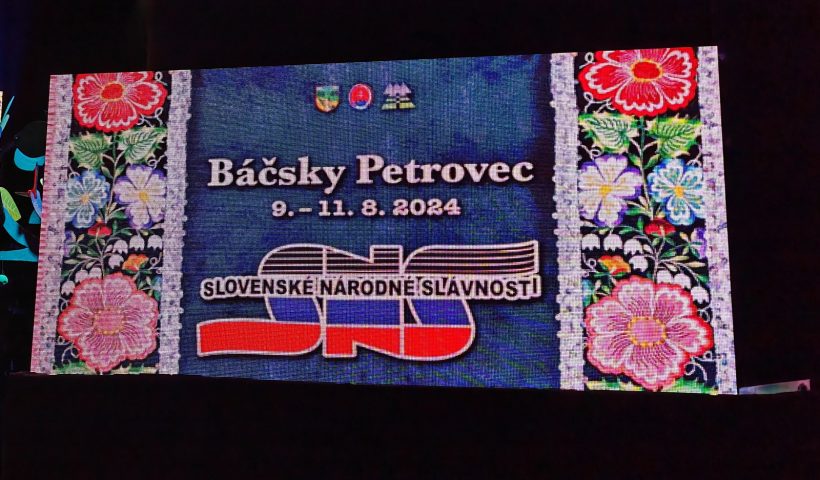 Báčsky Petrovec
9. – 11. 8. 2024
SNS
SLOVENSKÉ NÁRODNÉ SLÁVNOSTI